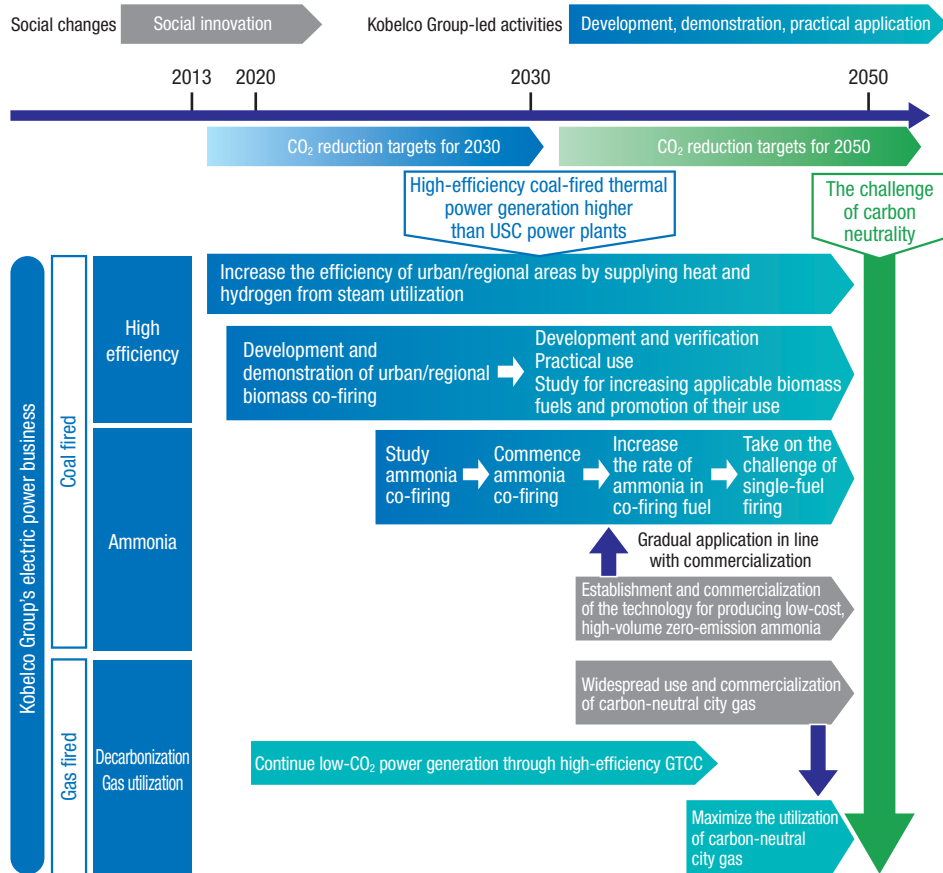 Social changes
Social innovation
Kobelco Group-led activities
Development, demonstration, practical application
2013
2020
2030
2050
CO₂ reduction targets for 2030
CO₂ reduction targets for 2050
High-efficiency coal-fired thermal
power generation higher
than USC power plants
The challenge
of carbon
neutrality
Kobelco Group's electric power business
Coal fired
High
efficiency
Increase the efficiency of urban/regional areas by supplying heat and
hydrogen from steam utilization
Development and
demonstration of urban/regional
biomass co-firing
Development and verification
Practical use
Study for increasing applicable biomass
fuels and promotion of their use
Ammonia
Study
ammonia
co-firing
Commence
ammonia
co-firing
Increase
the rate of
ammonia in
co-firing fuel
Take on the
challenge of
single-fuel
firing
Gradual application in line
with commercialization
Establishment and commercialization
of the technology for producing low-cost,
high-volume zero-emission ammonia
Gas fired
Decarbonization
Gas utilization
Widespread use and commercialization
of carbon-neutral city gas
Continue low-CO₂ power generation through high-efficiency GTCC
Maximize the utilization
of carbon-neutral
city gas